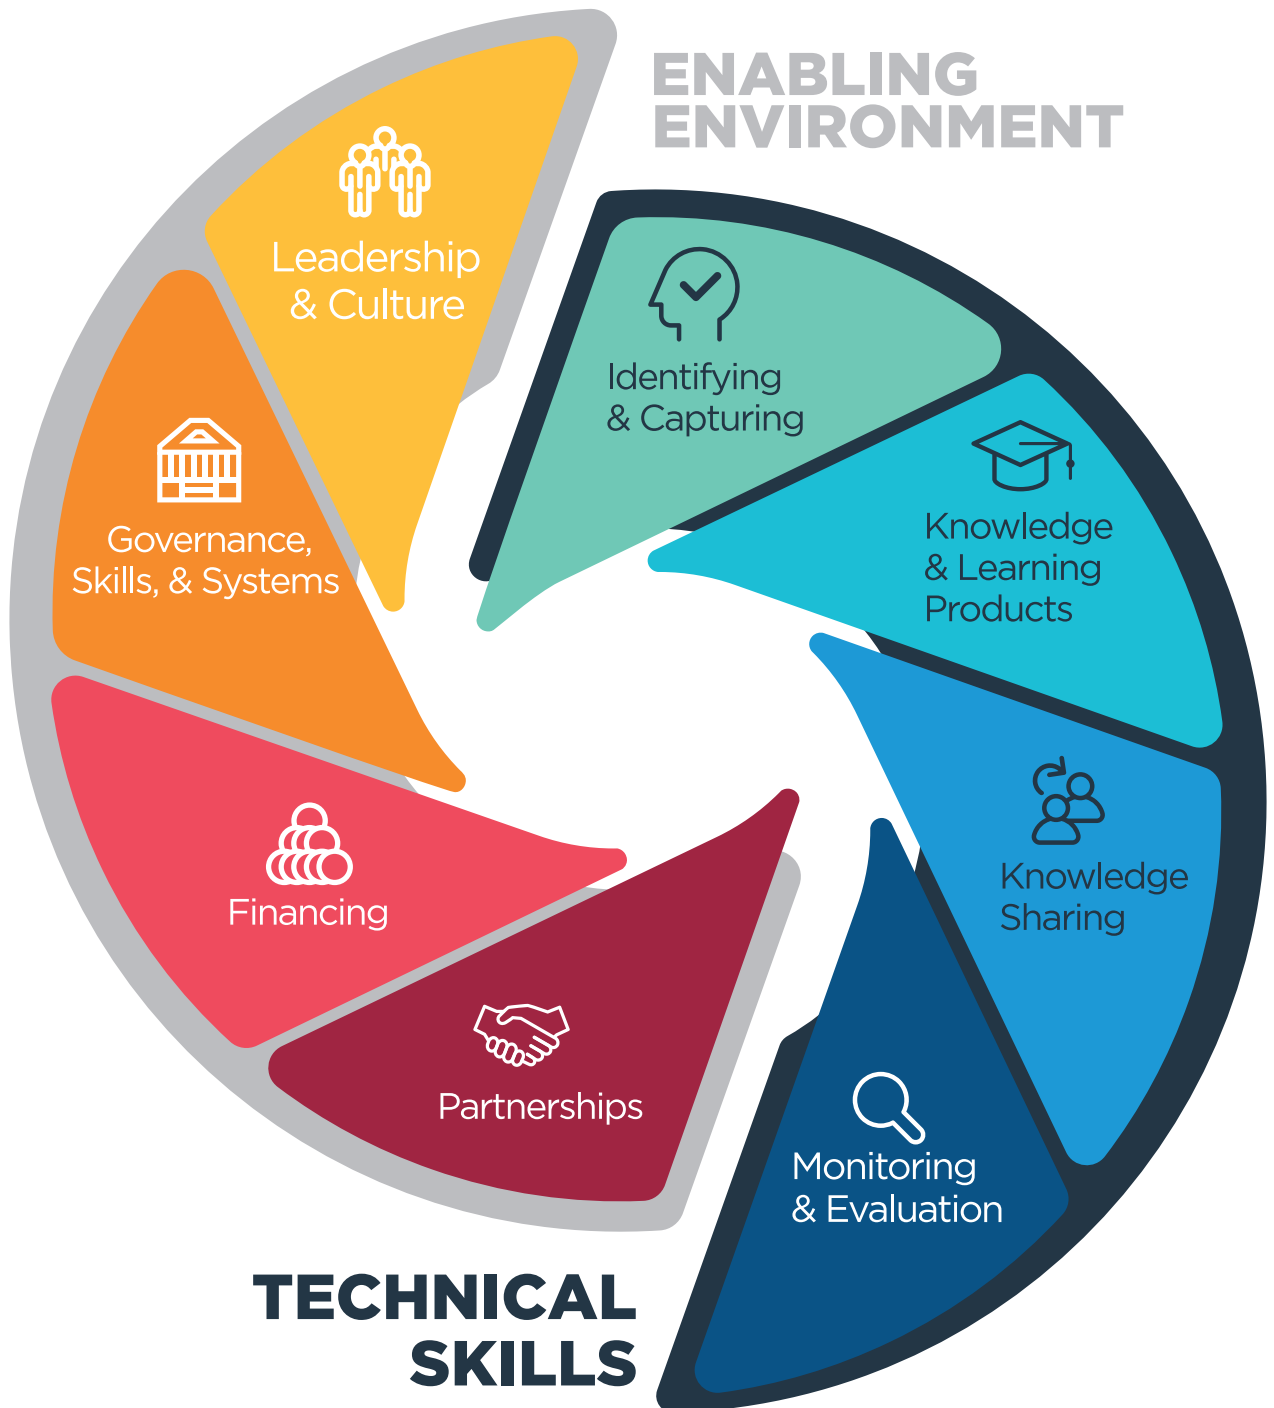 ENABLING
ENVIRONMENT
Leadership
& Culture
Governance,
Skills, & Systems
Financing
Partnerships
Identifying
& Capturing
Knowledge
& Learning
Products
Knowledge
Sharing
Monitoring
& Evaluation
TECHNICAL
SKILLS